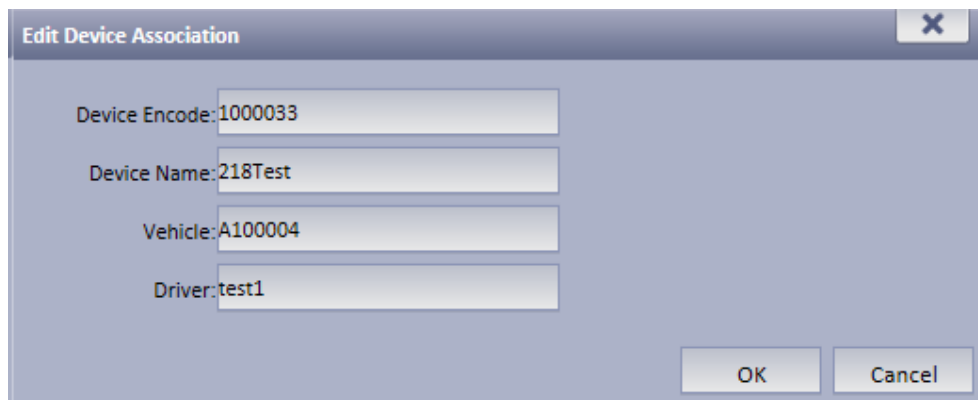 Edit Device Association
Device Encode: 1000033
Device Name: 218Test
Vehicle: A100004
Driver: test1
OK Cancel